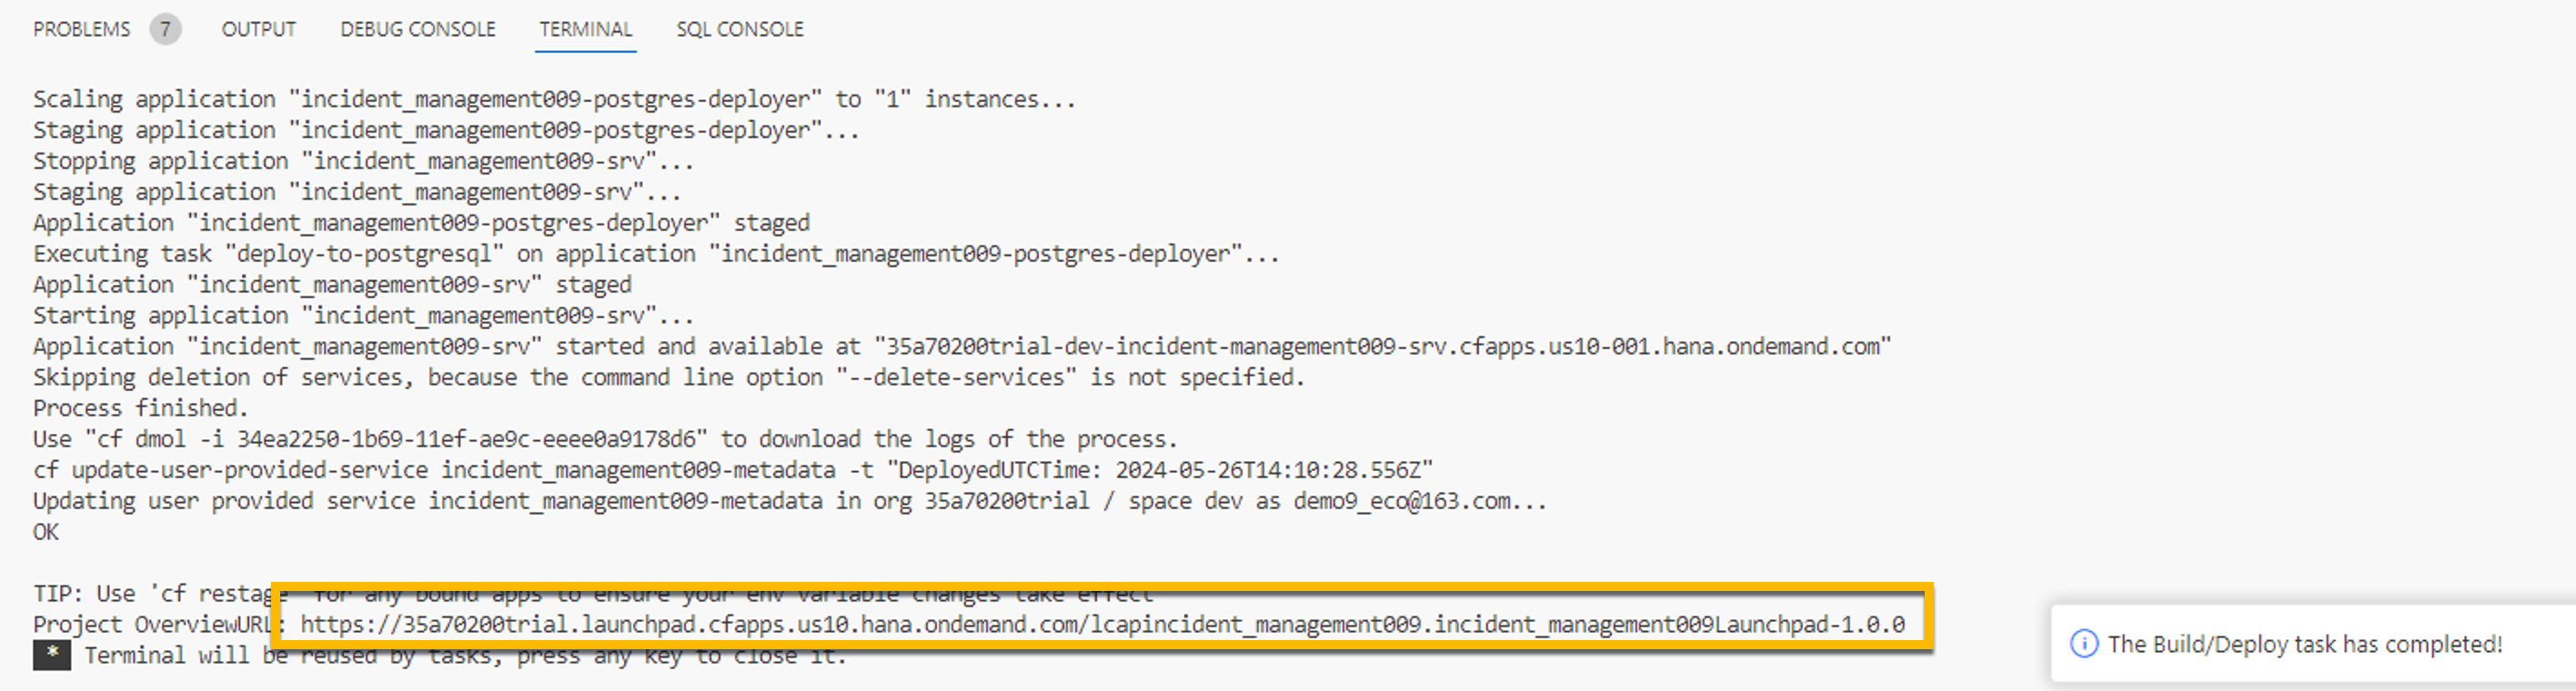 PROBLEMS 7 OUTPUT DEBUG CONSOLE TERMINAL SQL CONSOLE
Scaling application "incident_management009-postgres-deployer" to "1" instances...
Staging application "incident_management009-postgres-deployer"...
Stopping application "incident_management009-srv"...
Staging application "incident_management009-srv"...
Application "incident_management009-postgres-deployer" staged
Executing task "deploy-to-postgresql" on application "incident_management009-postgres-deployer"...
Application "incident_management009-srv" staged
Starting application "incident_management009-srv"...
Application "incident_management009-srv" started and available at "35a70200trial-dev-incident-management009-srv.cfapps.us10-001.hana.ondemand.com"
Skipping deletion of services, because the command line option "--delete-services" is not specified.
Process finished.
Use "cf dmol -i 34ea2250-1b69-11ef-ae9c-eeee0a9178d6" to download the logs of the process.
cf update-user-provided-service incident_management009-metadata -t "DeployedUTCTime: 2024-05-26T14:10:28.556Z"
Updating user provided service incident_management009-metadata in org 35a70200trial / space dev as demo9_eco@163.com...
OK
TIP: Use 'cf restage' for any bound apps to ensure your env variable changes take effect
Project OverviewURL: https://35a70200trial.launchpad.cfapps.us10.hana.ondemand.com/lcapincident_management009.incident_management009Launchpad-1.0.0
* Terminal will be reused by tasks, press any key to close it.
The Build/Deploy task has completed!